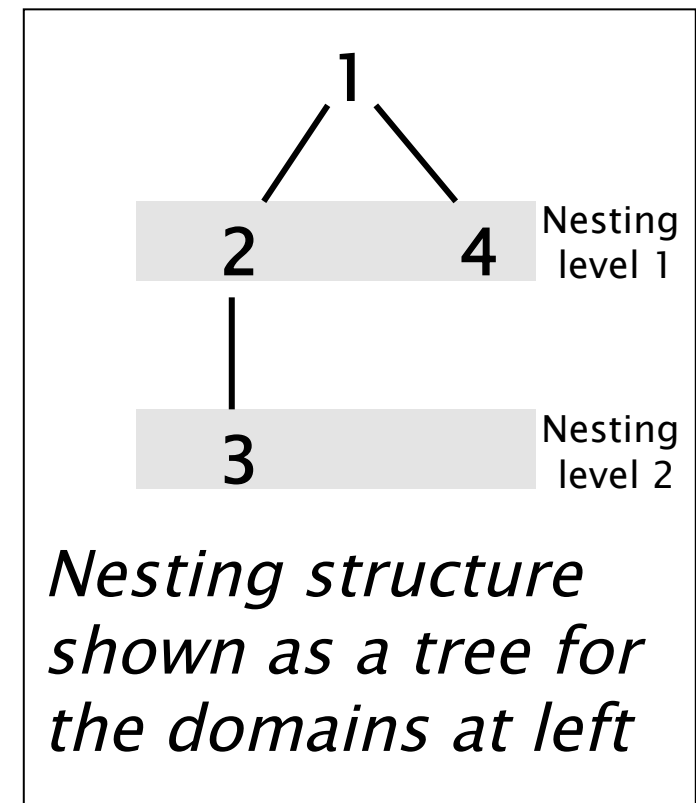 1
2 4 Nesting
level 1
3 Nesting
level 2
Nesting structure
shown as a tree for
the domains at left